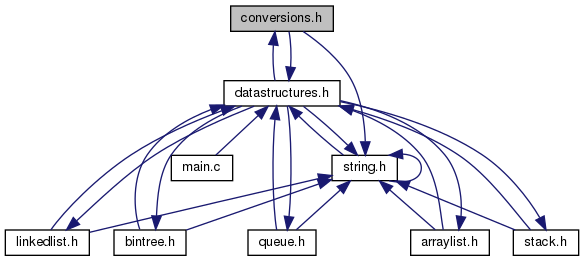 conversions.h
datastructures.h
main.c
string.h
linkedlist.h
bintree.h
queue.h
arraylist.h
stack.h